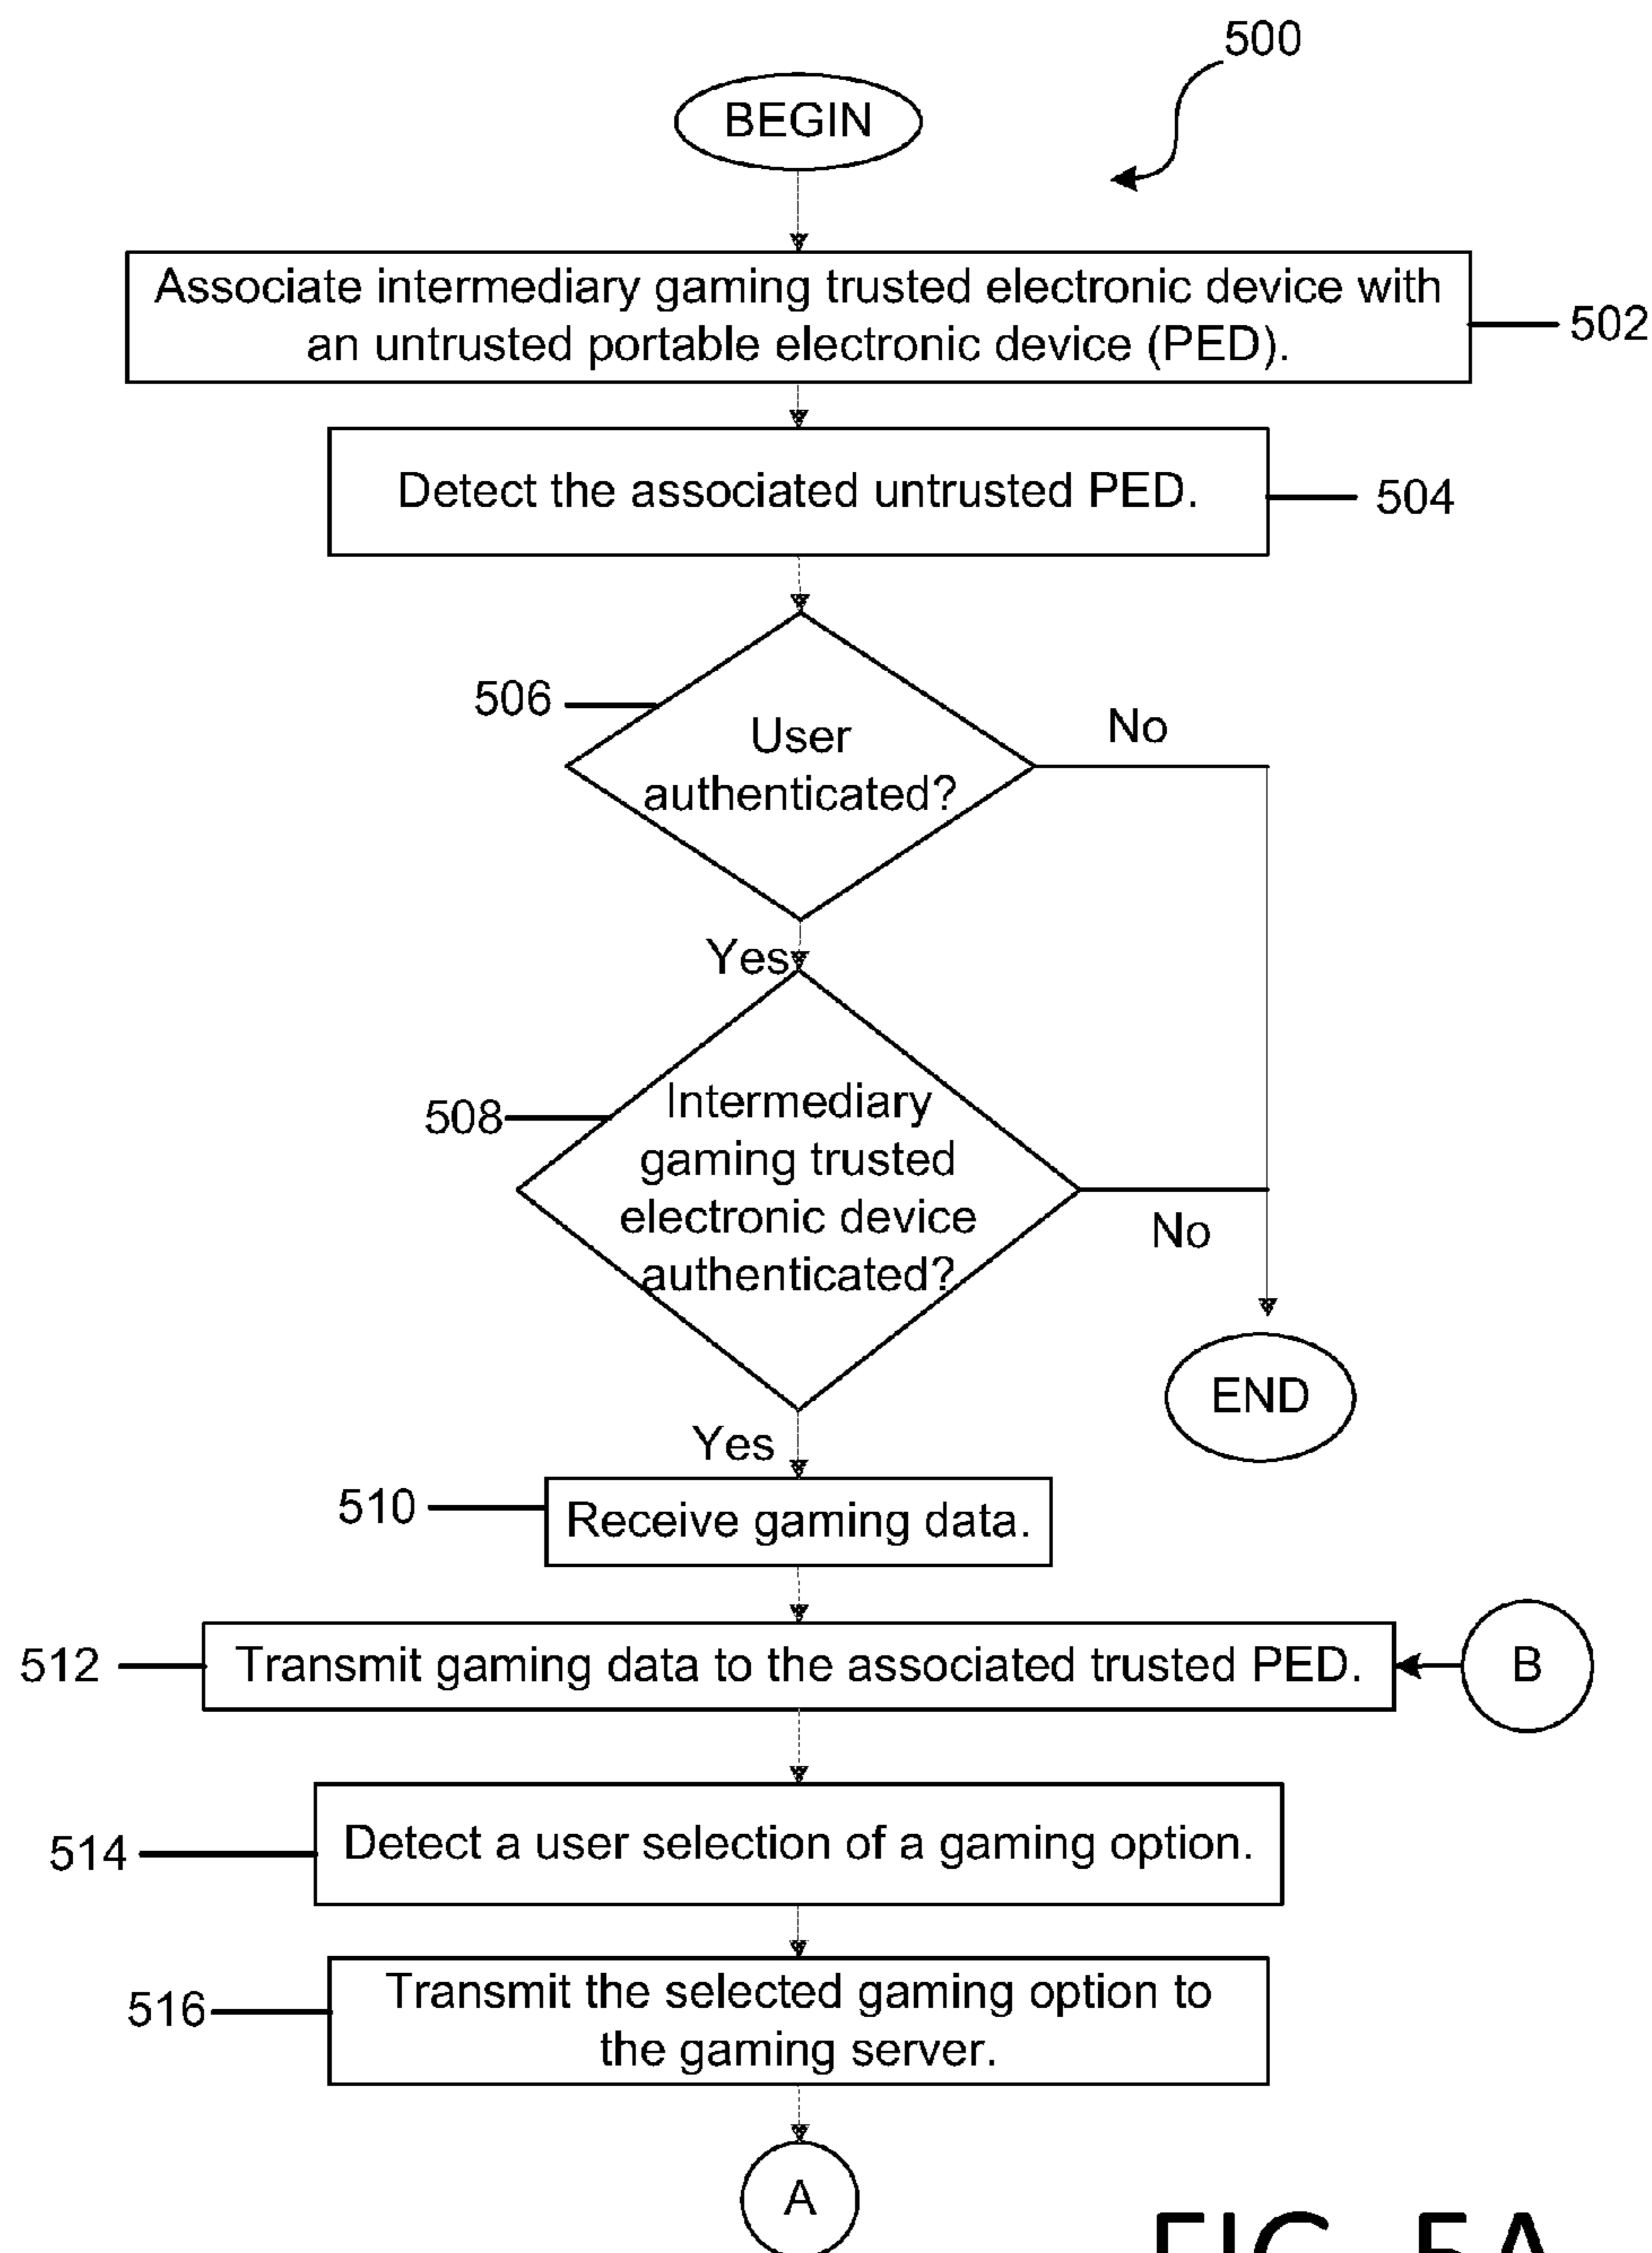 500
BEGIN
Associate intermediary gaming trusted electronic device with
an untrusted portable electronic device (PED).
502
Detect the associated untrusted PED.
504
506
User
authenticated?
No
Yes
508
Intermediary
gaming trusted
electronic device
authenticated?
No
END
Yes
510
Receive gaming data.
512
Transmit gaming data to the associated trusted PED.
B
514
Detect a user selection of a gaming option.
516
Transmit the selected gaming option to
the gaming server.
A
FIG. 5A